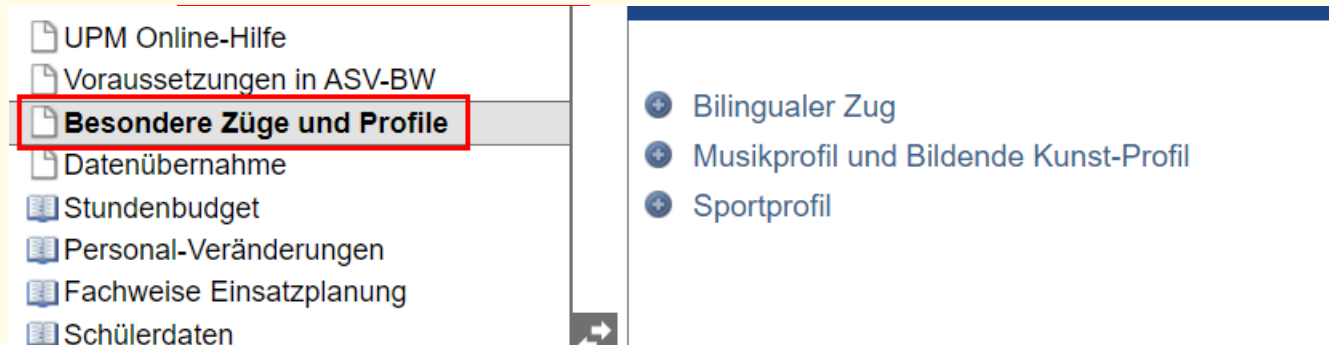 UPM Online-Hilfe
Voraussetzungen in ASV-BW
Besondere Züge und Profile
Datenübernahme
Stundenbudget
Personal-Veränderungen
Fachweise Einsatzplanung
Schülerdaten
Bilingualer Zug
Musikprofil und Bildende Kunst-Profil
Sportprofil